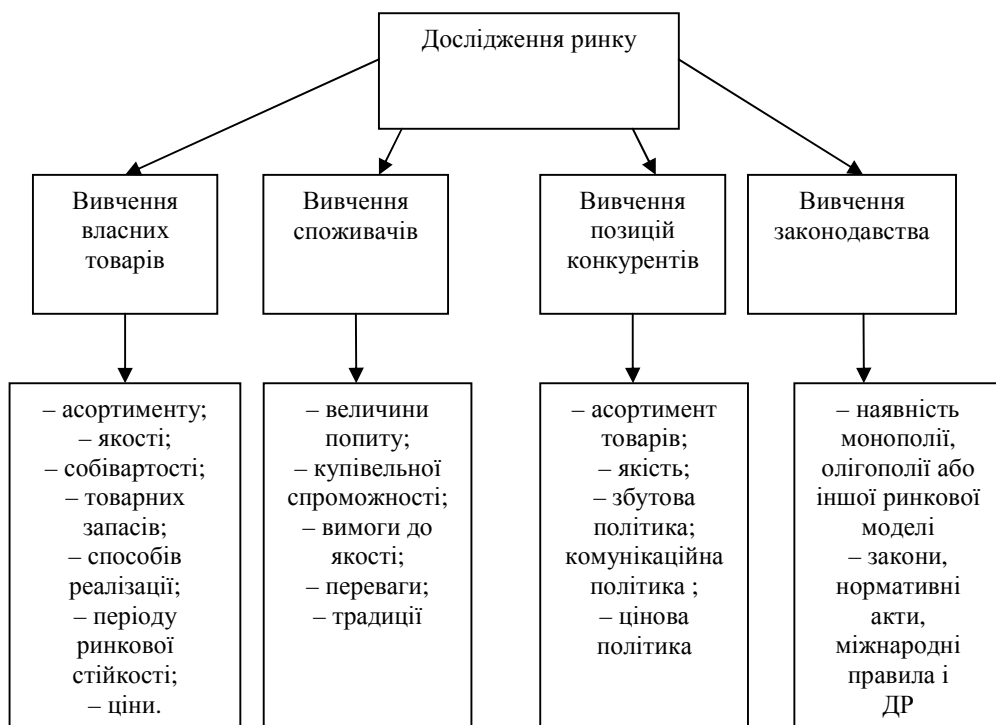 Дослідження ринку
Вивчення
власних
товарів
Вивчення
споживачів
Вивчення
позицій
конкурентів
Вивчення
законодавства
– асортименту;
– якості;
– собівартості;
– товарних
запасів;
– способів
реалізації;
– періоду
ринкової
стійкості;
– ціни.
– величини
попиту;
– купівельної
спроможності;
– вимоги до
якості;
– переваги;
– традиції
– асортимент
товарів;
– якість;
– збутова
політика;
комунікаційна
політика ;
– цінова
політика
– наявність
монополії,
олігополії або
іншої ринкової
моделі
– закони,
нормативні
акти,
міжнародні
правила і
ДР